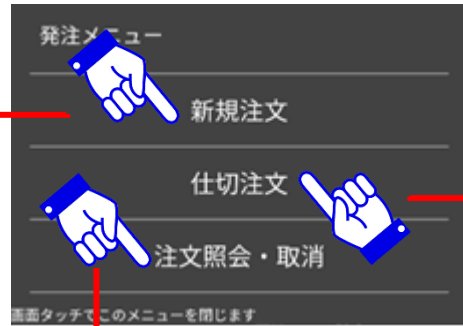 発注メニュー
新規注文
仕切注文
注文照会・取消
画面タッチでこのメニューを閉じます